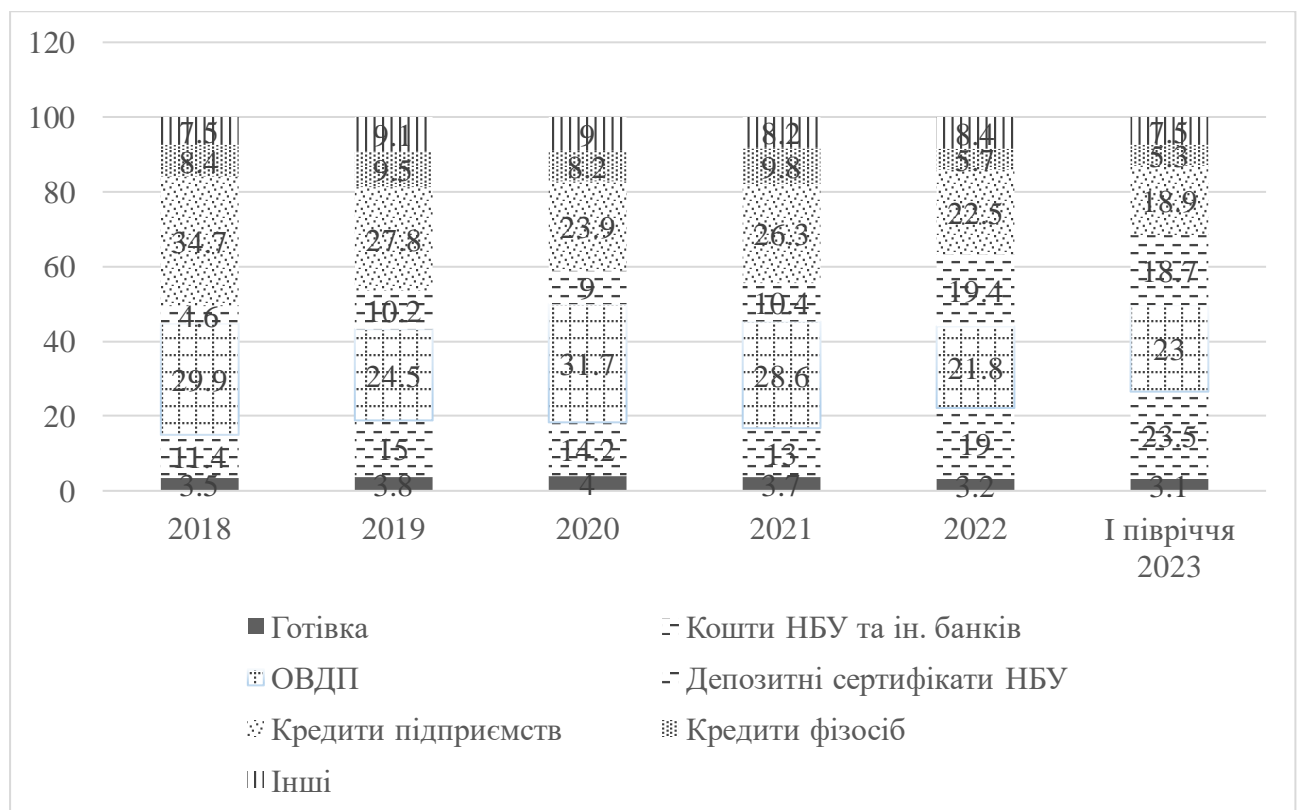 120
100
80
60
40
20
0
7.5 9.1 9 8.2 8.4 7.5
8.4 9.5 8.2 9.8 5.7 5.3
34.7 27.8 23.9 26.3 22.5 18.9
4.6 10.2 9 10.4 19.4 18.7
29.9 24.5 31.7 28.6 21.8 23
11.4 15 14.2 13 19 23.5
3.5 3.8 4 3.7 3.2 3.1
2018 2019 2020 2021 2022 І півріччя
2023
Готівка Кошти НБУ та ін. банків
ОВДП Депозитні сертифікати НБУ
Кредити підприємств Кредити фізосіб
Інші